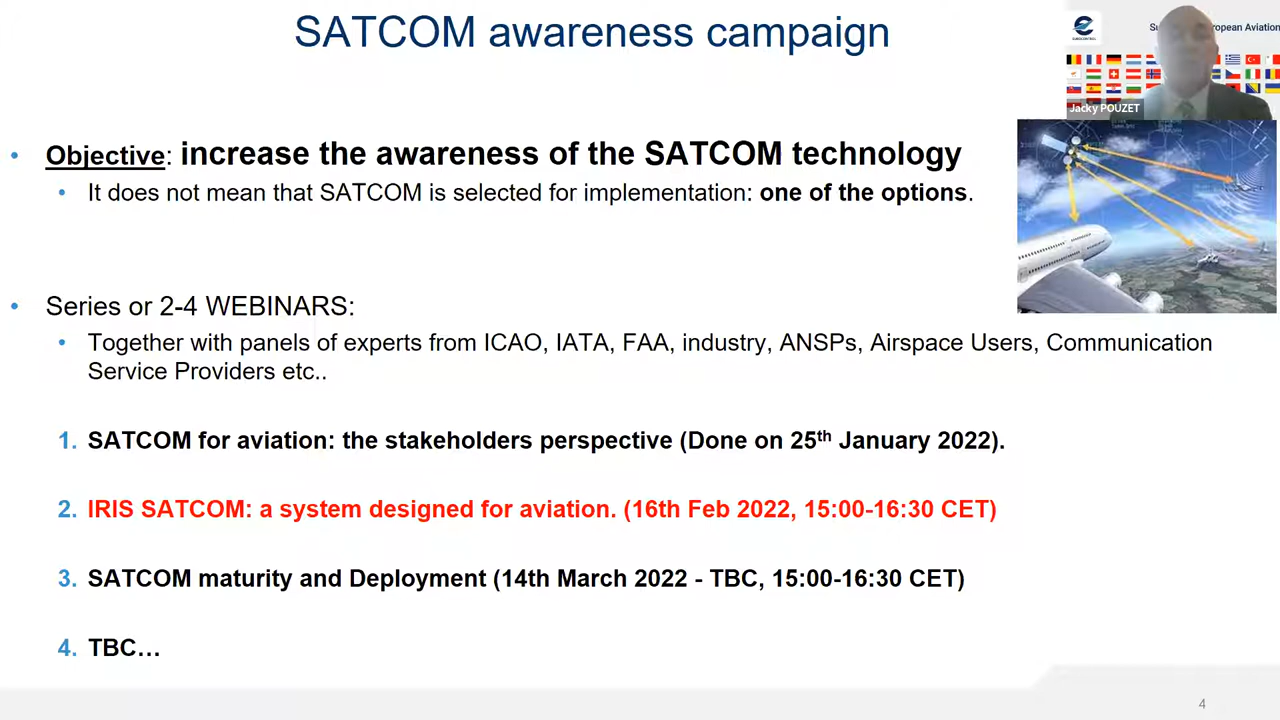 SATCOM awareness campaign
EUROCONTROL
Su
ropean Aviation
Jacky POUZET
• Objective: increase the awareness of the SATCOM technology
• It does not mean that SATCOM is selected for implementation: one of the options.
• Series or 2-4 WEBINARS:
• Together with panels of experts from ICAO, IATA, FAA, industry, ANSPs, Airspace Users, Communication
Service Providers etc..
1. SATCOM for aviation: the stakeholders perspective (Done on 25th January 2022).
2. IRIS SATCOM: a system designed for aviation. (16th Feb 2022, 15:00-16:30 CET)
3. SATCOM maturity and Deployment (14th March 2022 - TBC, 15:00-16:30 CET)
4. TBC…
4